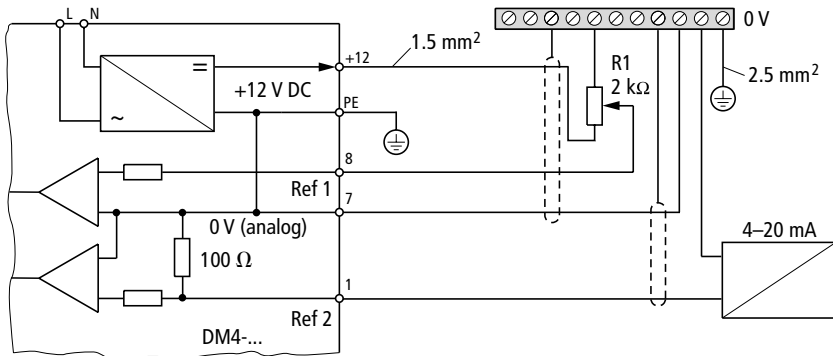 L N
0 V
+12
1.5 mm²
R1
2 kΩ
2.5 mm²
=
+12 V DC
~
PE
8
Ref 1
7
0 V (analog)
4–20 mA
100 Ω
1
Ref 2
DM4-...